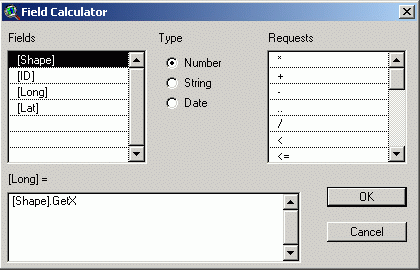 Field Calculator
Fields
Type
Requests
[Shape]
[ID]
[Long]
[Lat]
Number
String
Date
*
+
-
..
/
<
<=
[Long] =
[Shape].GetX
OK
Cancel